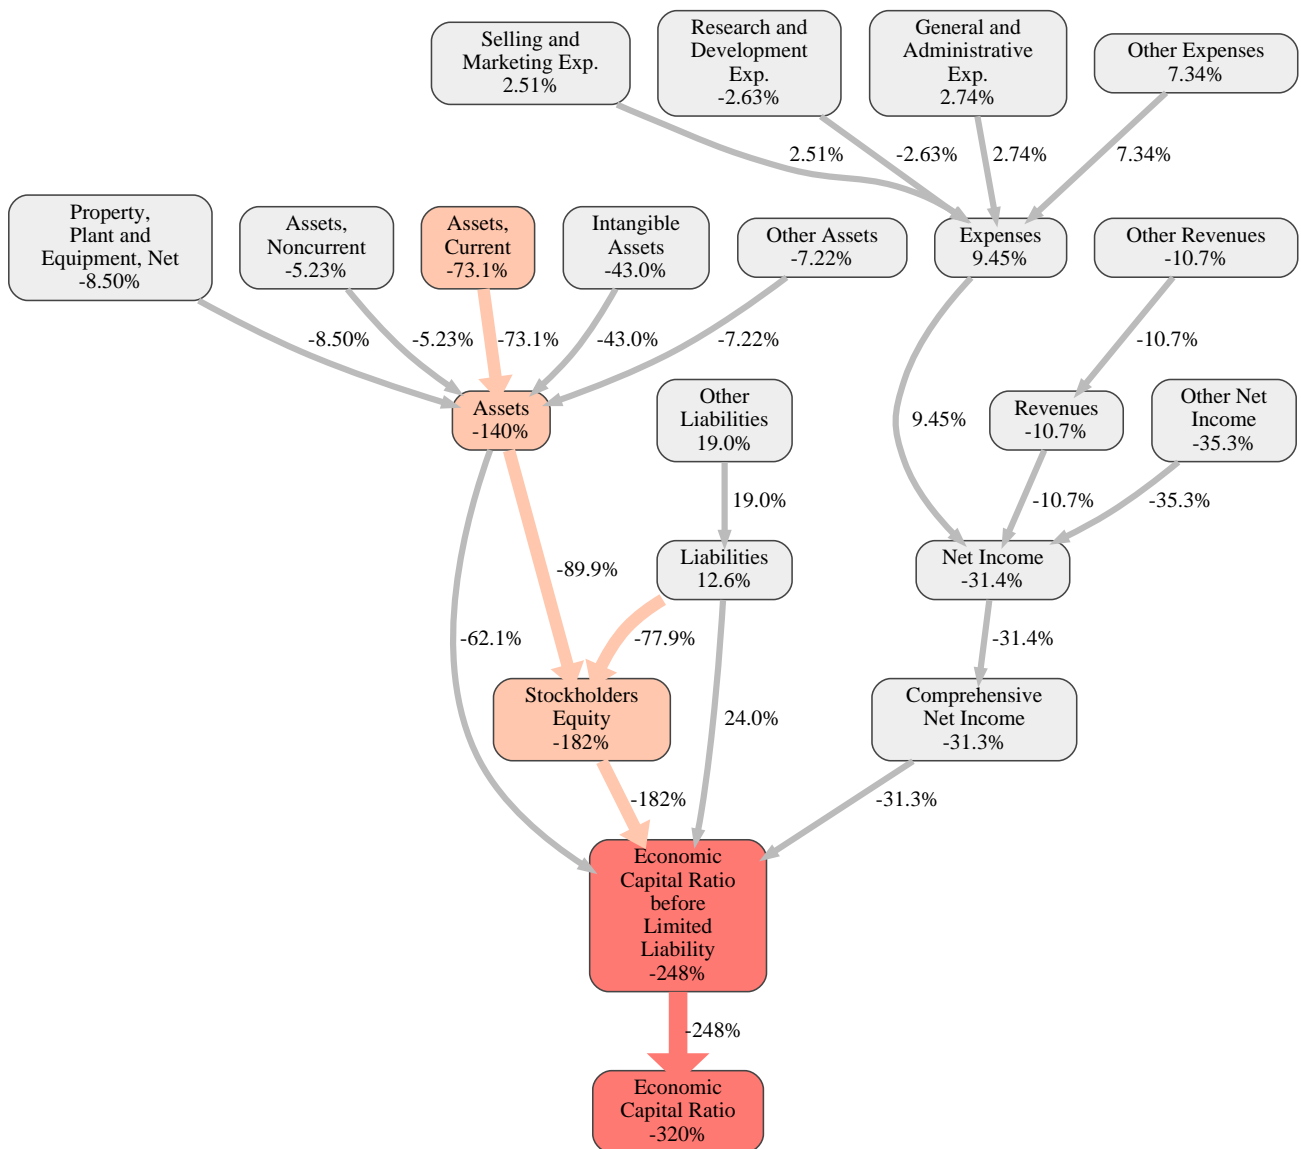 Selling and
Marketing Exp.
2.51%
Research and
Development
Exp.
-2.63%
General and
Administrative
Exp.
2.74%
Other Expenses
7.34%
2.51%
-2.63%
2.74%
7.34%
Property,
Plant and
Equipment, Net
-8.50%
Assets,
Noncurrent
-5.23%
Assets,
Current
-73.1%
Intangible
Assets
-43.0%
Other Assets
-7.22%
Expenses
9.45%
Other Revenues
-10.7%
-8.50%
-5.23%
-73.1%
-43.0%
-7.22%
-10.7%
Assets
-140%
Other
Liabilities
19.0%
9.45%
Revenues
-10.7%
Other Net
Income
-35.3%
19.0%
-10.7%
-35.3%
-89.9%
Liabilities
12.6%
Net Income
-31.4%
-62.1%
-77.9%
-31.4%
Stockholders
Equity
-182%
24.0%
Comprehensive
Net Income
-31.3%
-182%
-31.3%
Economic
Capital Ratio
before
Limited
Liability
-248%
-248%
Economic
Capital Ratio
-320%